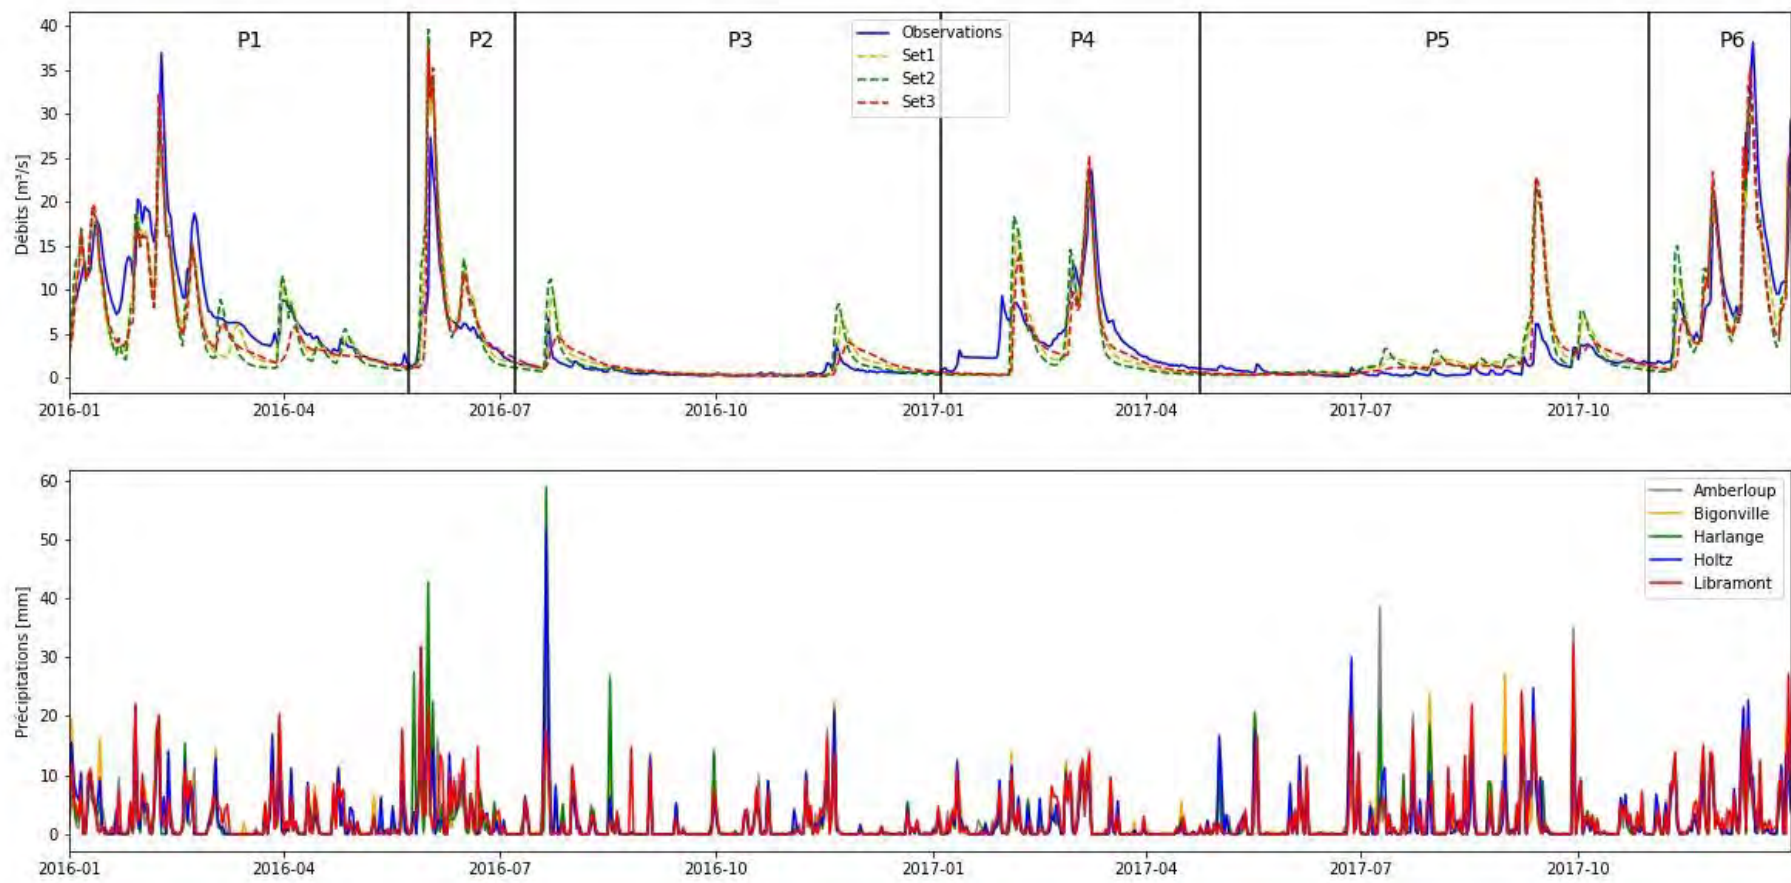 P1 P2 P3 P4 P5 P6
Observations
Set1
Set2
Set3
Débits [m³/s]
40
35
30
25
20
15
10
5
0
2016-01 2016-04 2016-07 2016-10 2017-01 2017-04 2017-07 2017-10
Amberloup
Bigonville
Harlange
Holtz
Libramont
Précipitations [mm]
60
50
40
30
20
10
0
2016-01 2016-04 2016-07 2016-10 2017-01 2017-04 2017-07 2017-10